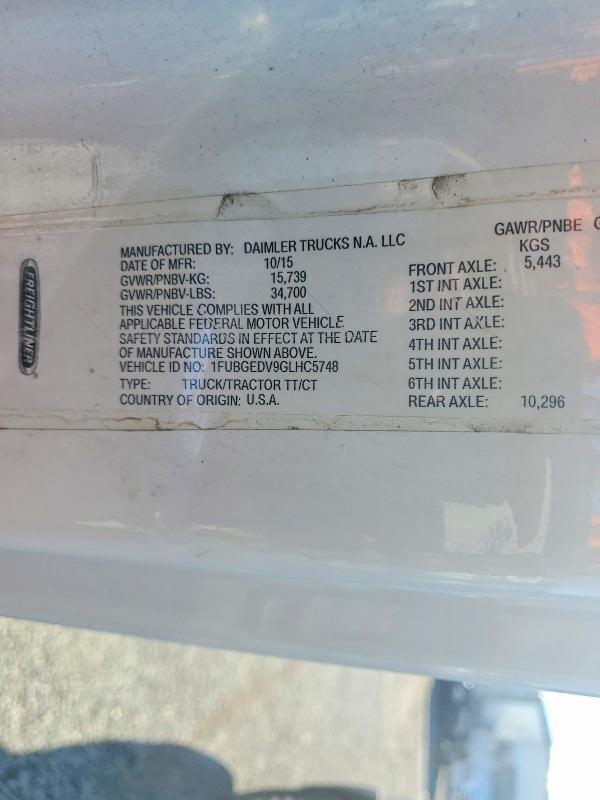 FREIGHTLINER
MANUFACTURED BY: DAIMLER TRUCKS N.A. LLC
DATE OF MFR: 10/15
GVWR/PNBV-KG: 15,739
GVWR/PNBV-LBS: 34,700
THIS VEHICLE COMPLIES WITH ALL
APPLICABLE FEDERAL MOTOR VEHICLE
SAFETY STANDARDS IN EFFECT AT THE DATE
OF MANUFACTURE SHOWN ABOVE.
VEHICLE ID NO: 1FUBGEDV9GLHC5748
TYPE: TRUCK/TRACTOR TT/CT
COUNTRY OF ORIGIN: U.S.A.
GAWR/PNBE G
KGS
FRONT AXLE: 5,443
1ST INT AXLE:
2ND INT AXLE:
3RD INT AXLE:
4TH INT AXLE:
5TH INT AXLE:
6TH INT AXLE:
REAR AXLE: 10,296